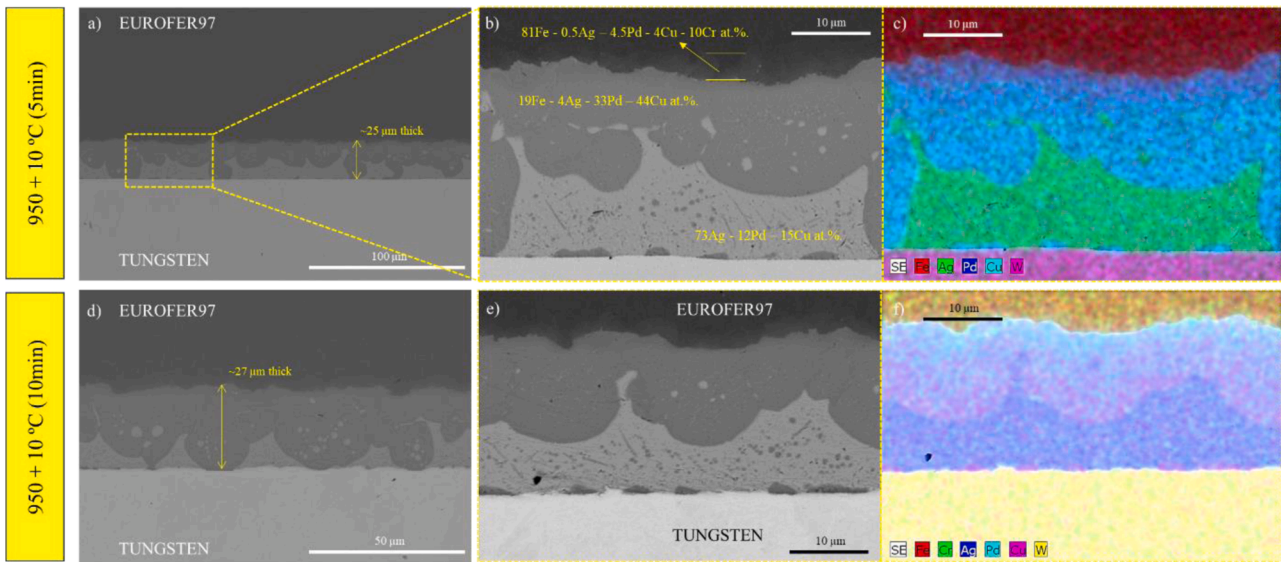 950 + 10 ºC (5min)
a) EUROFER97
~25 µm thick
TUNGSTEN
100 µm
b)
10 µm
81Fe - 0.5Ag – 4.5Pd - 4Cu - 10Cr at.%.
19Fe - 4Ag - 33Pd – 44Cu at.%.
73Ag - 12Pd – 15Cu at.%.
c)
10 µm
SE Fe Ag Pd Cu W
950 + 10 ºC (10min)
d) EUROFER97
~27 µm thick
TUNGSTEN
50 µm
e) EUROFER97
TUNGSTEN
10 µm
f)
10 µm
SE Fe Cr Ag Pd Cu W